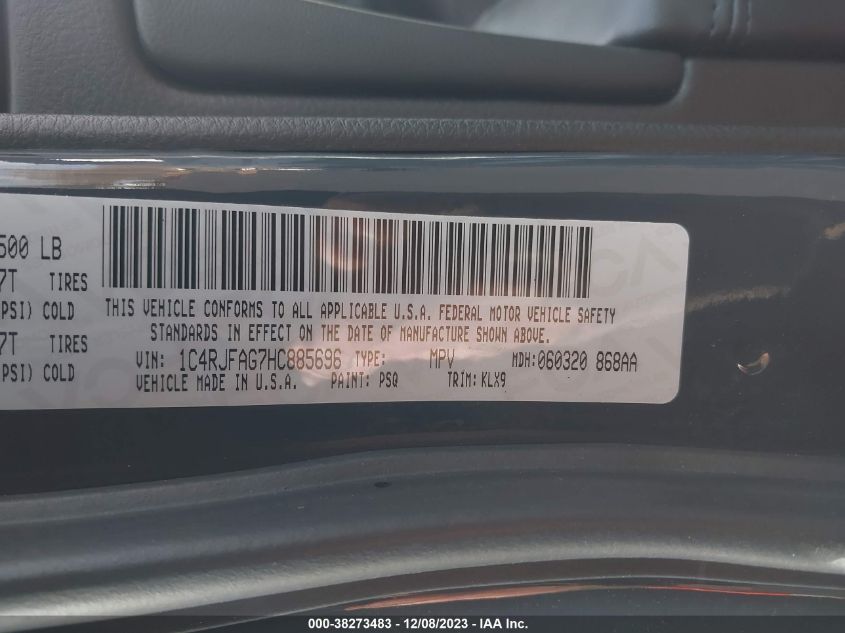 500 LB
7T TIRES
PSI) COLD
7T TIRES
PSI) COLD
THIS VEHICLE CONFORMS TO ALL APPLICABLE U.S.A. FEDERAL MOTOR VEHICLE SAFETY
STANDARDS IN EFFECT ON THE DATE OF MANUFACTURE SHOWN ABOVE.
VIN: 1C4RJFAG7HC885696 TYPE: MPV MDH:060320 868AA
VEHICLE MADE IN U.S.A. PAINT: PSQ TRIM: KLX9
000-38273483 - 12/08/2023 - IAA Inc.